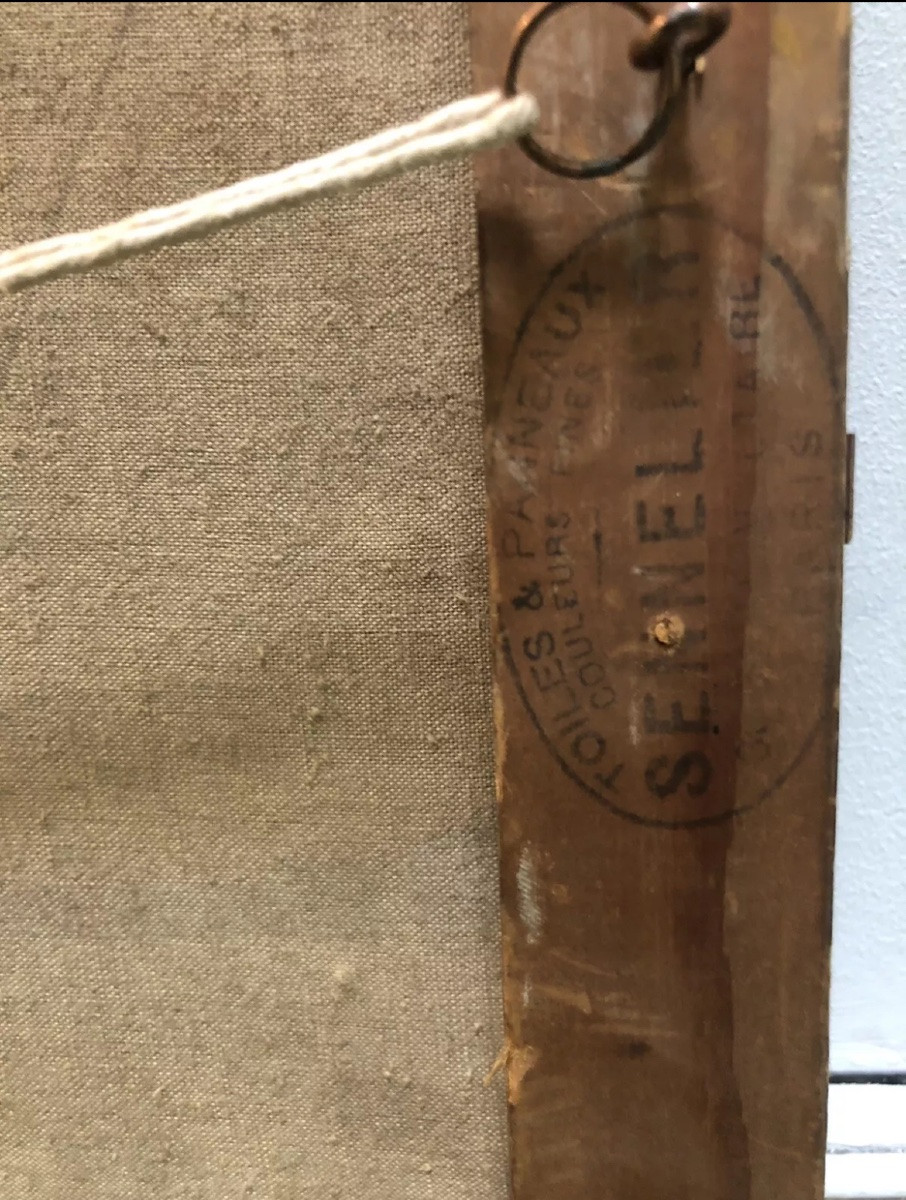 TOILES & PANNEAUX
COULEURS FINES
SENNELIER
PARIS